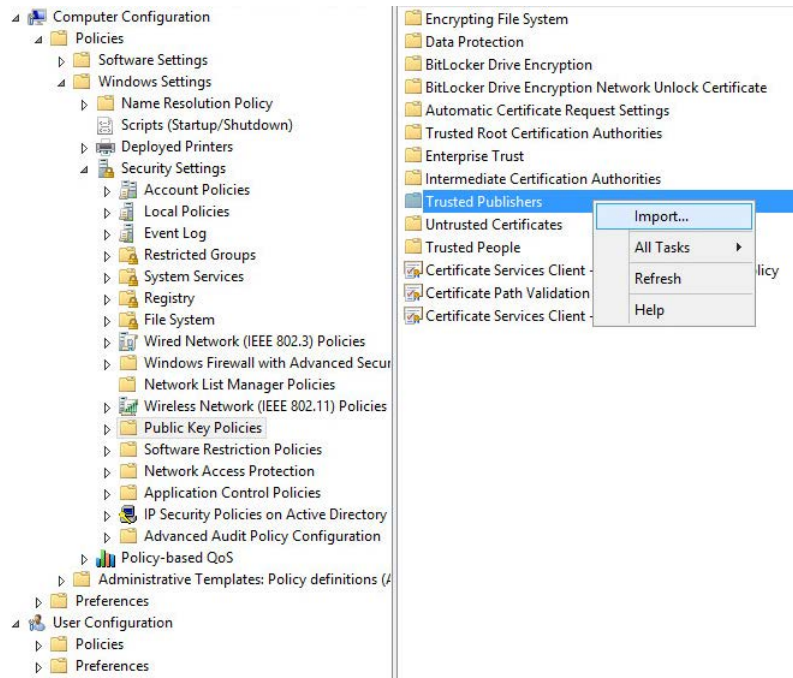 Computer Configuration
Policies
Software Settings
Windows Settings
Name Resolution Policy
Scripts (Startup/Shutdown)
Deployed Printers
Security Settings
Account Policies
Local Policies
Event Log
Restricted Groups
System Services
Registry
File System
Wired Network (IEEE 802.3) Policies
Windows Firewall with Advanced Secur
Network List Manager Policies
Wireless Network (IEEE 802.11) Policies
Public Key Policies
Software Restriction Policies
Network Access Protection
Application Control Policies
IP Security Policies on Active Directory
Advanced Audit Policy Configuration
Policy-based QoS
Administrative Templates: Policy definitions (
Preferences
User Configuration
Policies
Preferences
Encrypting File System
Data Protection
BitLocker Drive Encryption
BitLocker Drive Encryption Network Unlock Certificate
Automatic Certificate Request Settings
Trusted Root Certification Authorities
Enterprise Trust
Intermediate Certification Authorities
Trusted Publishers
Untrusted Certificates
Trusted People
Certificate Services Client - licy
Certificate Path Validation
Certificate Services Client -
Import...
All Tasks
Refresh
Help